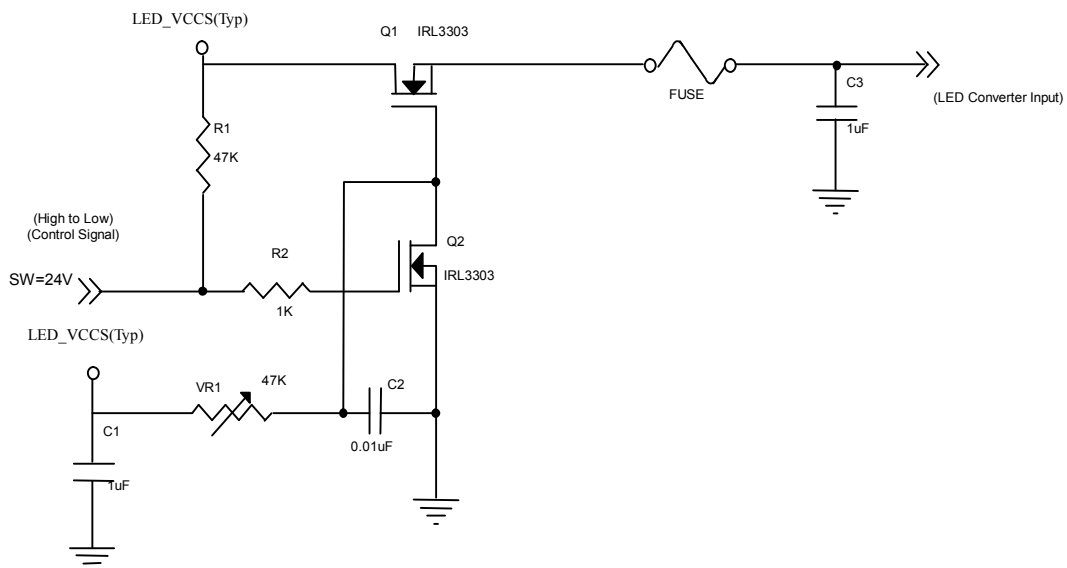 LED_VCCS(Typ)
Q1 IRL3303
R1
47K
FUSE
C3
1uF
(LED Converter Input)
(High to Low)
(Control Signal)
SW=24V
R2
1K
Q2
IRL3303
LED_VCCS(Typ)
VR1
47K
C2
0.01uF
C1
1uF